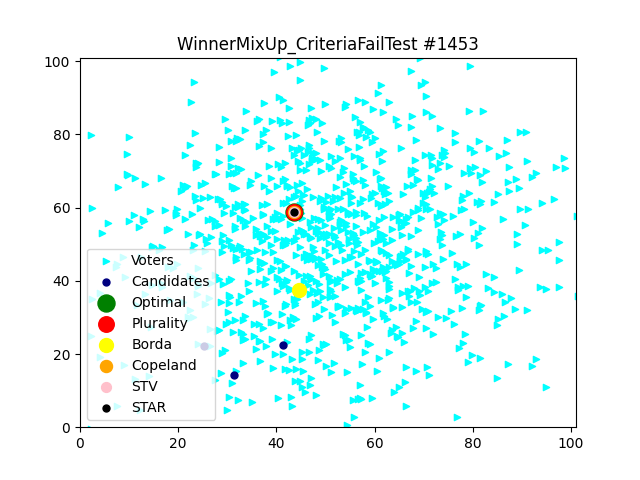 WinnerMixUp_CriteriaFailTest #1453
100
80
60
40
20
0
Voters
Candidates
Optimal
Plurality
Borda
Copeland
STV
STAR
0 20 40 60 80 100